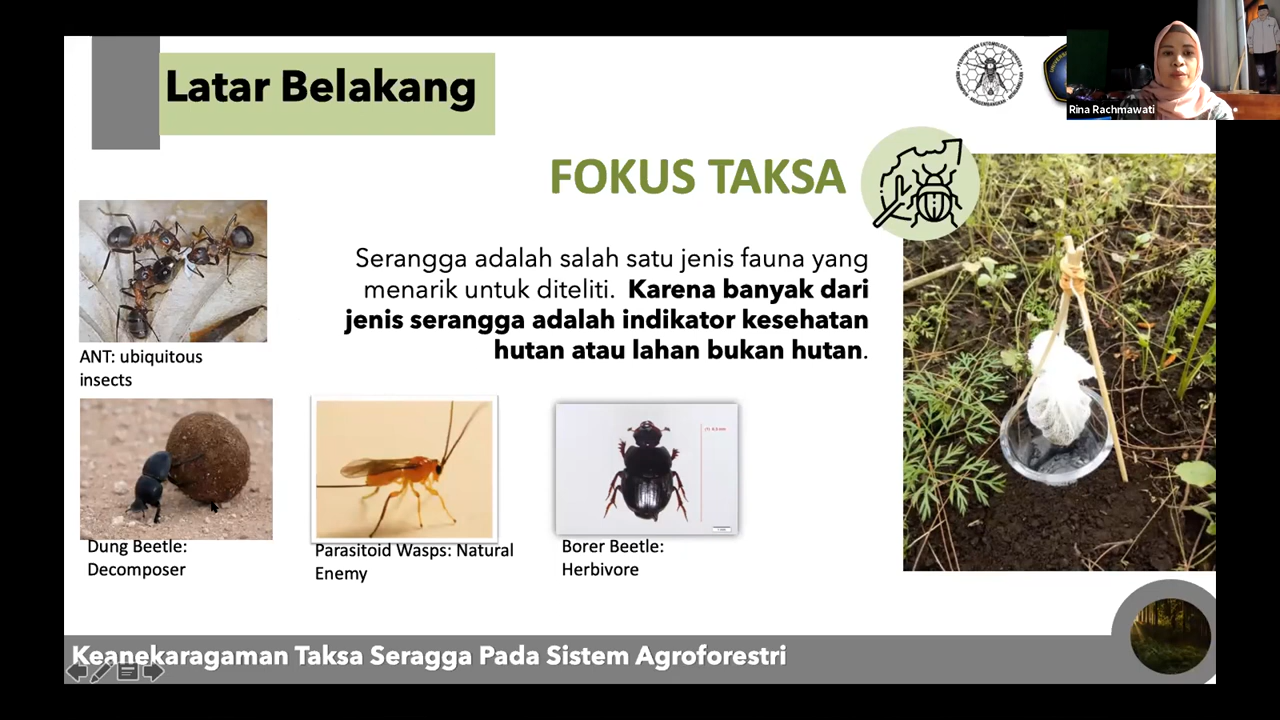 Latar Belakang
Rina Rachmawati
FOKUS TAKSA
Serangga adalah salah satu jenis fauna yang
menarik untuk diteliti. Karena banyak dari
jenis serangga adalah indikator kesehatan
hutan atau lahan bukan hutan.
ANT: ubiquitous
insects
Dung Beetle:
Decomposer
Parasitoid Wasps: Natural
Enemy
Borer Beetle:
Herbivore
Keanekaragaman Taksa Seragga Pada Sistem Agroforestri